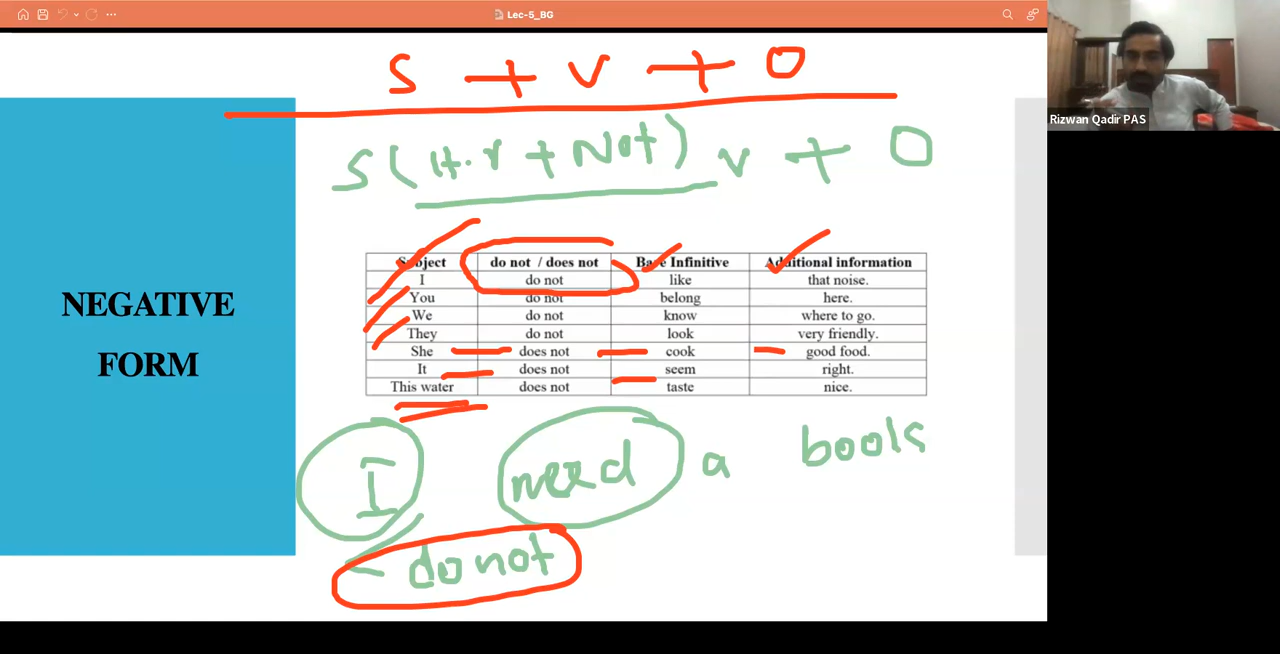 Lec-5_BG
Rizwan Qadir PAS
S + V + O
S (H.V + Not) V + O
NEGATIVE
FORM
Subject do not / does not Base Infinitive Additional information
I do not like that noise.
You do not belong here.
We do not know where to go.
They do not look very friendly.
She does not cook good food.
It does not seem right.
This water does not taste nice.
I need a book
do not